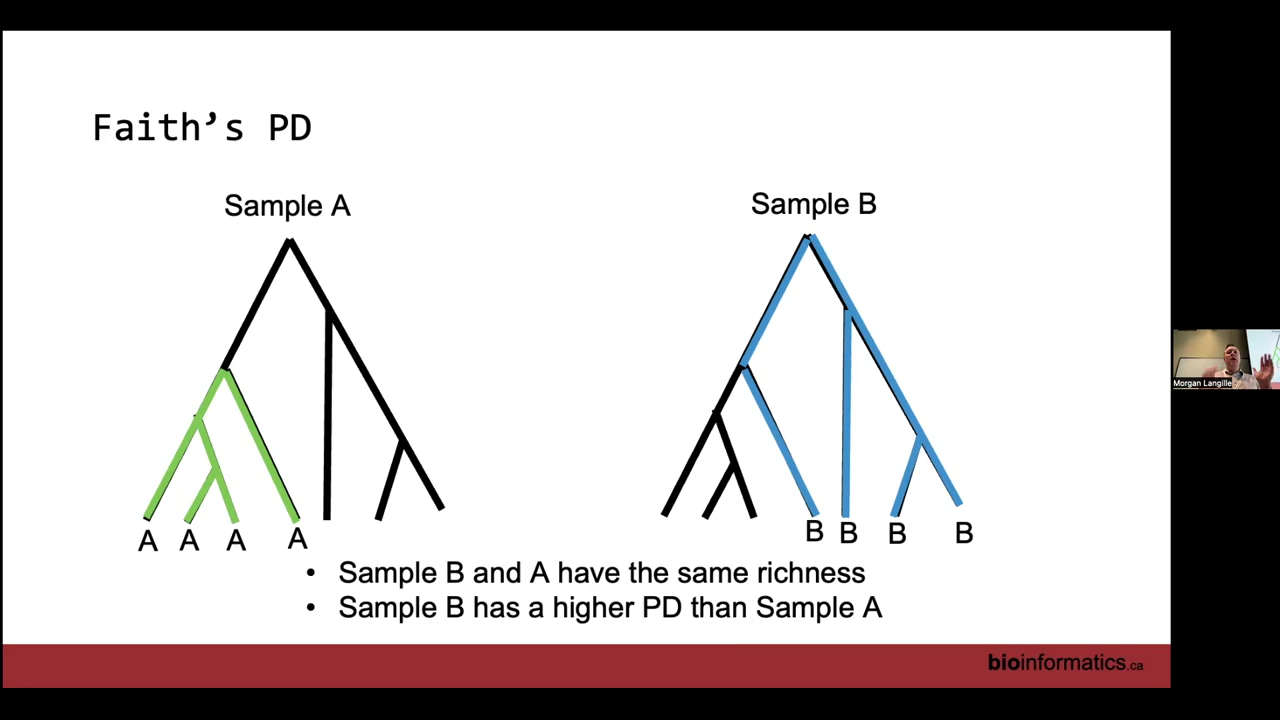 Faith's PD
Sample A
Sample B
A A A A
B B B B
• Sample B and A have the same richness
• Sample B has a higher PD than Sample A
bioinformatics.ca
Morgan Langille